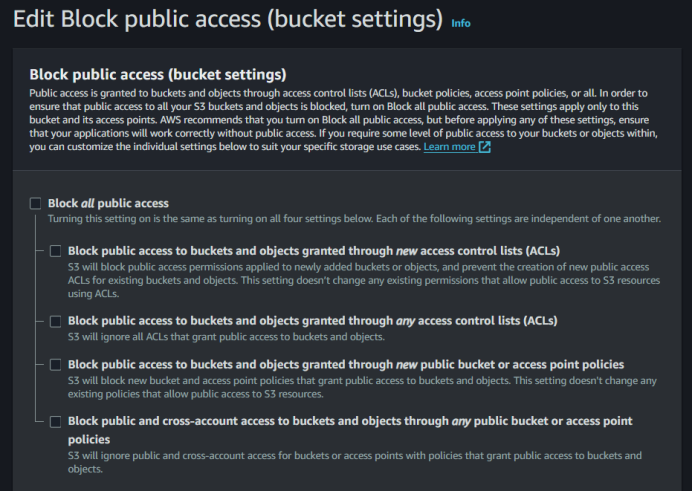 Edit Block public access (bucket settings) Info
Block public access (bucket settings)
Public access is granted to buckets and objects through access control lists (ACLs), bucket policies, access point policies, or all. In order to
ensure that public access to all your S3 buckets and objects is blocked, turn on Block all public access. These settings apply only to this
bucket and its access points. AWS recommends that you turn on Block all public access, but before applying any of these settings, ensure
that your applications will work correctly without public access. If you require some level of public access to your buckets or objects within,
you can customize the individual settings below to suit your specific storage use cases. Learn more
Block all public access
Turning this setting on is the same as turning on all four settings below. Each of the following settings are independent of one another.
Block public access to buckets and objects granted through new access control lists (ACLs)
S3 will block public access permissions applied to newly added buckets or objects, and prevent the creation of new public access
ACLs for existing buckets and objects. This setting doesn't change any existing permissions that allow public access to S3 resources
using ACLs.
Block public access to buckets and objects granted through any access control lists (ACLs)
S3 will ignore all ACLs that grant public access to buckets and objects.
Block public access to buckets and objects granted through new public bucket or access point policies
S3 will block new bucket and access point policies that grant public access to buckets and objects. This setting doesn't change any
existing policies that allow public access to S3 resources.
Block public and cross-account access to buckets and objects through any public bucket or access point
policies
S3 will ignore public and cross-account access for buckets or access points with policies that grant public access to buckets and
objects.